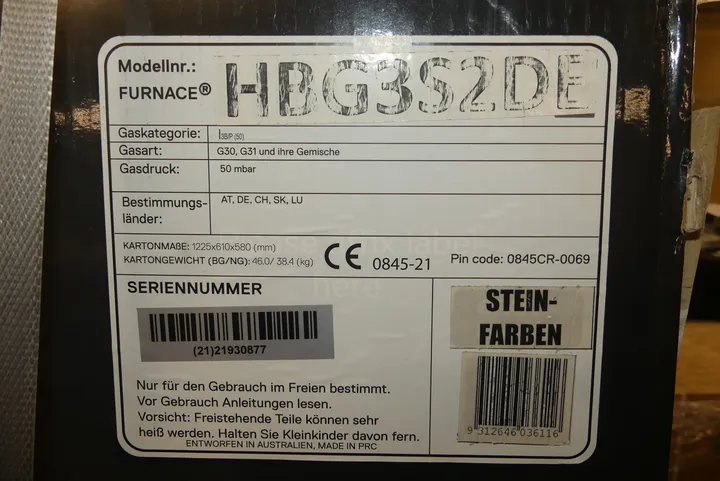 Modellnr.: HBG3S2DE
FURNACE®
Gaskategorie: I3B/P (50)
Gasart: G30, G31 und ihre Gemische
Gasdruck: 50 mbar
Bestimmungs- AT, DE, CH, SK, LU
länder:
KARTONMAßE: 1225x610x580 (mm)
KARTONGEWICHT (BG/NG): 46.0/ 38.4 (kg)
CE 0845-21 Pin code: 0845CR-0069
SERIENNUMMER
(21)21930877
STEIN-
FARBEN
9 312646 036116
Nur für den Gebrauch im Freien bestimmt.
Vor Gebrauch Anleitungen lesen.
Vorsicht: Freistehende Teile können sehr
heiß werden. Halten Sie Kleinkinder davon fern.
ENTWORFEN IN AUSTRALIEN, MADE IN PRC